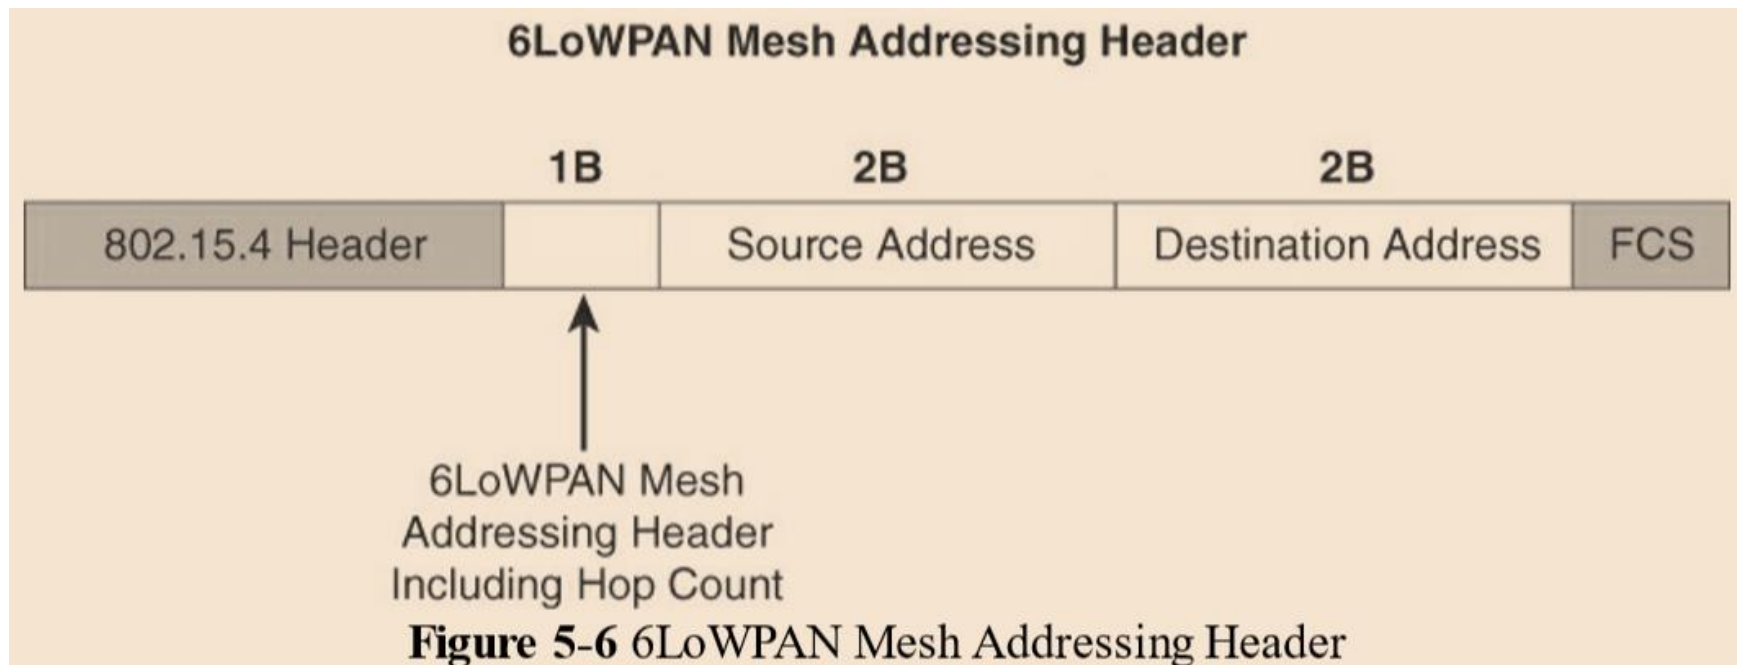 6LoWPAN Mesh Addressing Header
1B 2B 2B
802.15.4 Header Source Address Destination Address FCS
6LoWPAN Mesh
Addressing Header
Including Hop Count
Figure 5-6 6LoWPAN Mesh Addressing Header